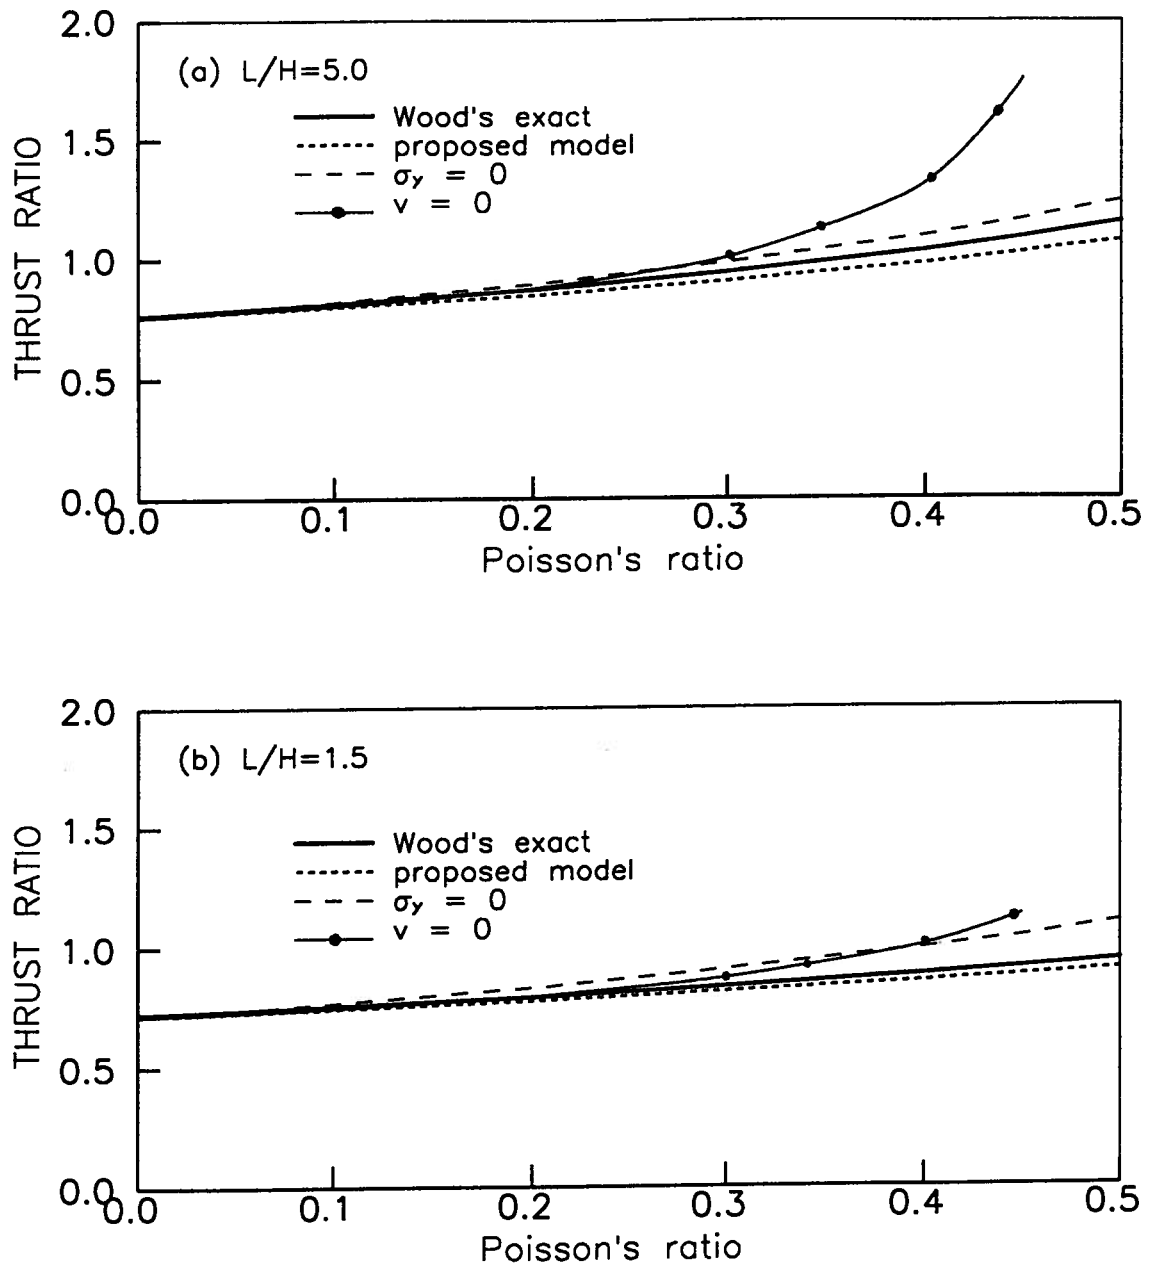 2.0
(a) L/H=5.0
Wood's exact
proposed model
σy = 0
v = 0
1.5
1.0
0.5
0.0
THRUST RATIO
0.0 0.1 0.2 0.3 0.4 0.5
Poisson's ratio
2.0
(b) L/H=1.5
Wood's exact
proposed model
σy = 0
v = 0
1.5
1.0
0.5
0.0
THRUST RATIO
0.0 0.1 0.2 0.3 0.4 0.5
Poisson's ratio